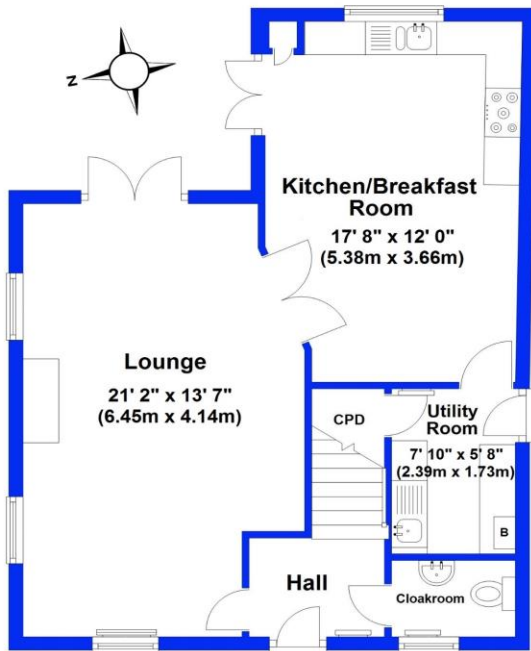 N
Kitchen/Breakfast
Room
17' 8" x 12' 0"
(5.38m x 3.66m)
Lounge
21' 2" x 13' 7"
(6.45m x 4.14m)
CPD
Utility
Room
7' 10" x 5' 8"
(2.39m x 1.73m)
B
Hall
Cloakroom